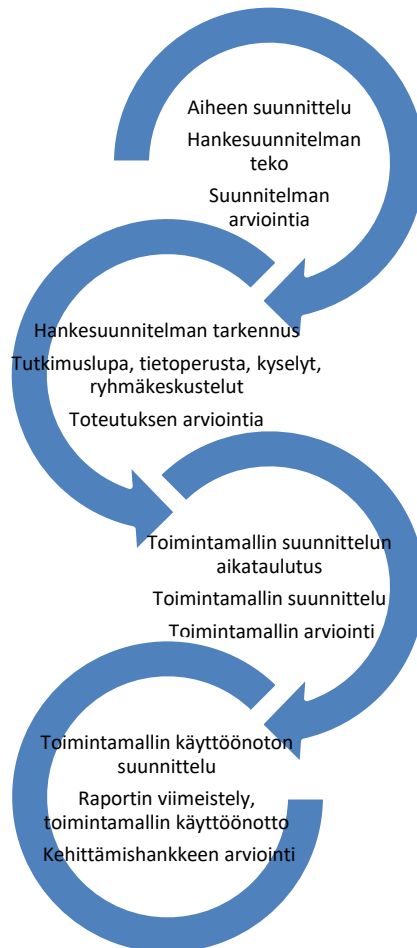 Aiheen suunnittelu
Hankesuunnitelman
teko
Suunnitelman
arviointia
Hankesuunnitelman tarkennus
Tutkimuslupa, tietoperusta, kyselyt,
ryhmäkeskustelut
Toteutuksen arviointia
Toimintamallin suunnittelun
aikataulutus
Toimintamallin suunnittelu
Toimintamallin arviointi
Toimintamallin käyttöönoton
suunnittelu
Raportin viimeistely,
toimintamallin käyttöönotto
Kehittämishankkeen arviointi